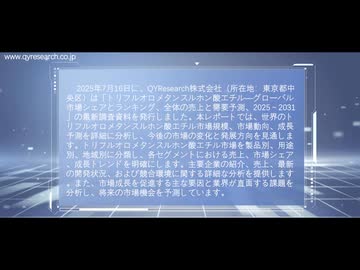 www.qyresearch.co.jp
2025年7月16日に、QYResearch株式会社（所在地　東京都中
央区）は「トリフルオロメタンスルホン酸エチル―グローバル
市場シェアとランキング、全体の売上と需要予測、2025～2031
」の最新調査資料を発行しました。本レポートでは、世界のト
リフルオロメタンスルホン酸エチル市場規模、市場動向、成長
予測を詳細に分析し、今後の市場の変化と発展方向を見通しま
す。トリフルオロメタンスルホン酸エチル市場を製品別、用途
別、地域別に分類し、各セグメントにおける売上、市場シェア
、成長トレンドを明確にします。主要企業の紹介、売上、最新
の開発状況、および競合環境に関する詳細な分析を提供します
。また、市場成長を促進する主な要因と業界が直面する課題を
分析し、将来の市場機会を予測しています。